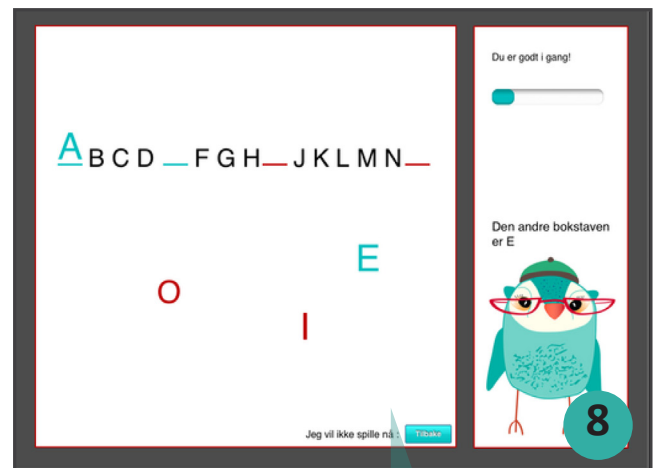 Du er godt i gang!
A B C D _ F G H _ J K L M N _
Den andre bokstaven
er E
E
O
I
Jeg vil ikke spille nå :
Tilbake
8